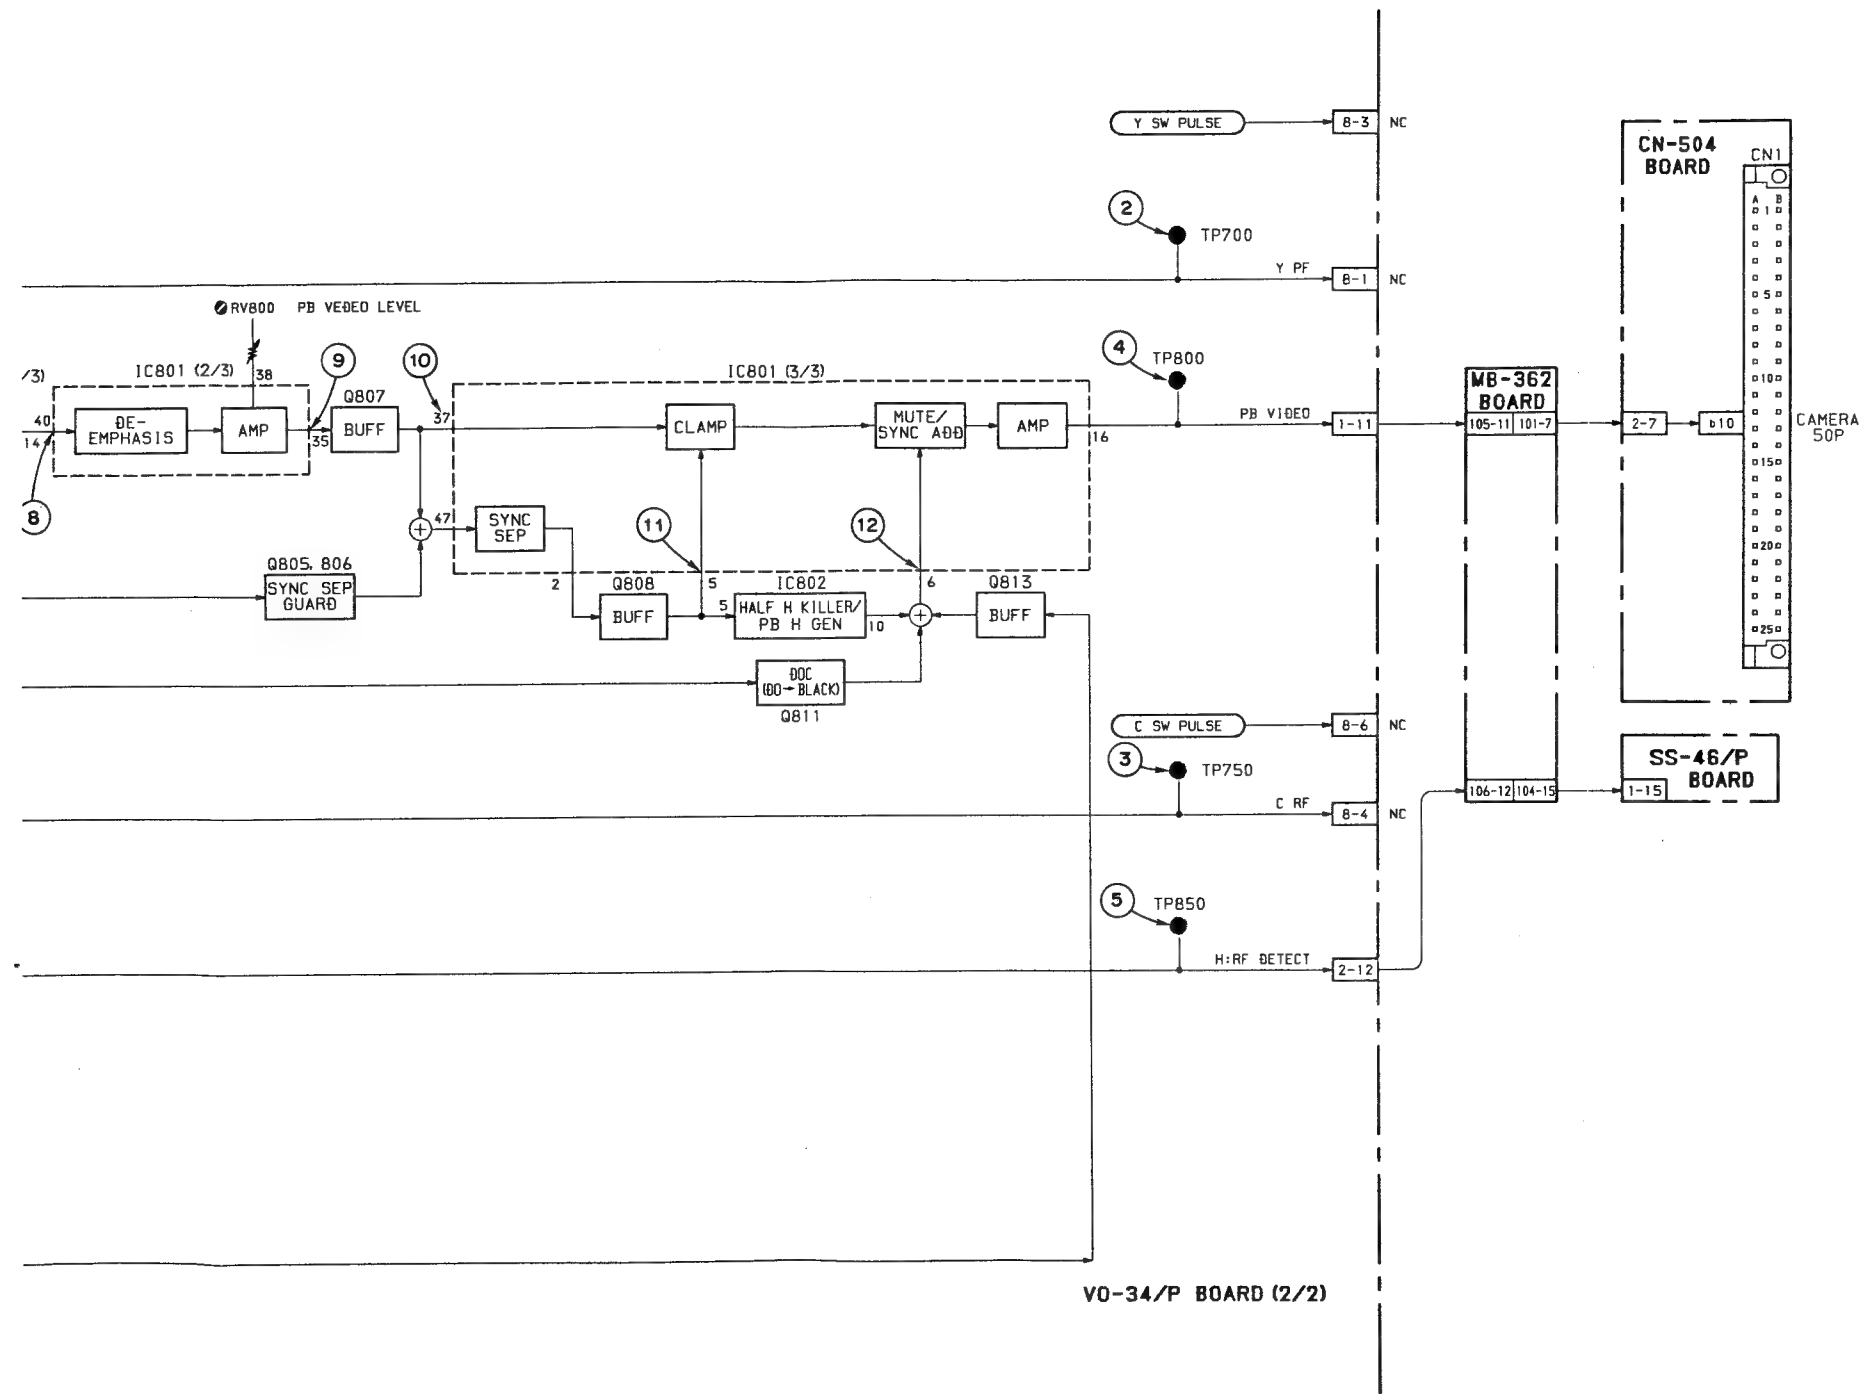 Y SW PULSE
8-3
NC
CN-504
BOARD
CN1
A B
1
5
10
15
20
25
2
TP700
Y PF
8-1
NC
RV800 PB VEDEO LEVEL
9
10
4
TP800
/3)
IC801 (2/3)
38
IC801 (3/3)
MB-362
BOARD
40
14
DE-
EMPHASIS
AMP
35
Q807
BUFF
37
CLAMP
MUTE/
SYNC ADD
AMP
16
PB VIDEO
1-11
105-11
101-7
2-7
b10
CAMERA
50P
8
47
SYNC
SEP
11
12
Q805, 806
SYNC SEP
GUARD
2
Q808
BUFF
5
5
IC802
HALF H KILLER/
PB H GEN
10
6
Q813
BUFF
DOC
(DO→BLACK)
Q811
C SW PULSE
8-6
NC
3
TP750
C RF
8-4
NC
106-12
104-15
1-15
SS-46/P
BOARD
5
TP850
H:RF DETECT
2-12
VO-34/P BOARD (2/2)